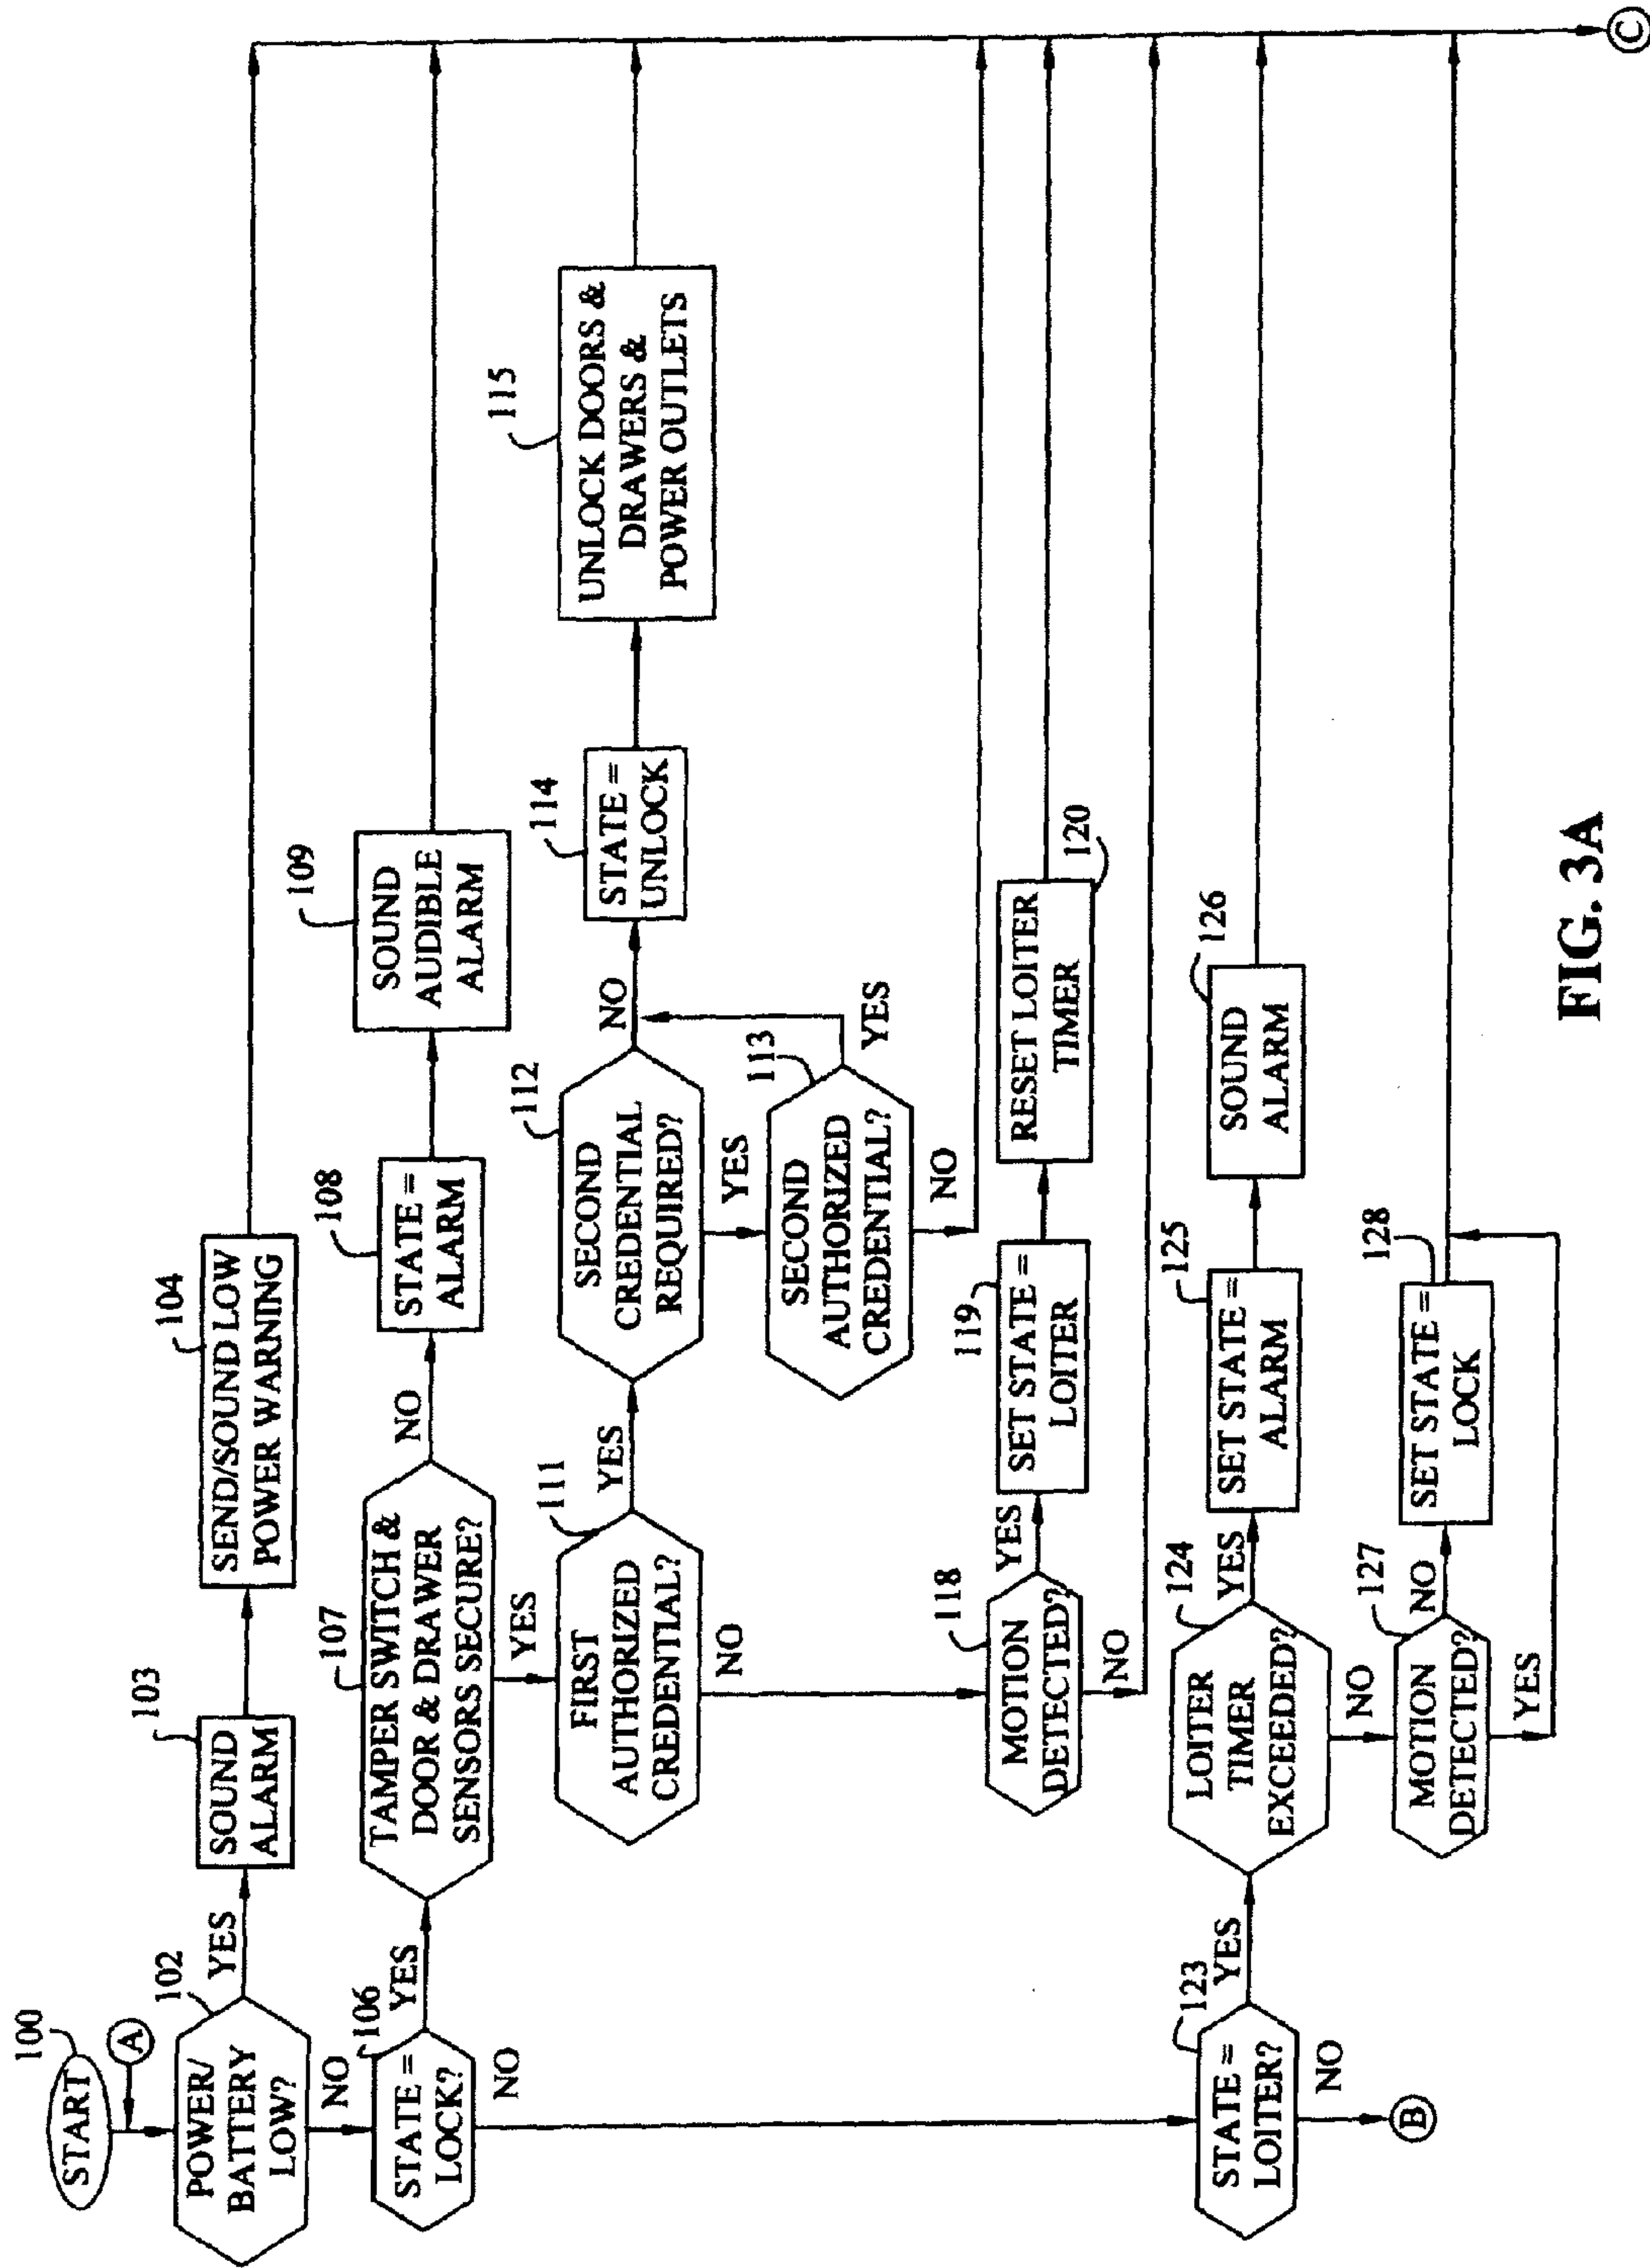 100
START
A
POWER/
BATTERY
LOW?
102
YES
NO
103
SOUND
ALARM
104
SEND/SOUND LOW
POWER WARNING
106
STATE =
LOCK?
YES
NO
107
TAMPER SWITCH &
DOOR & DRAWER
SENSORS SECURE?
NO
YES
108
STATE =
ALARM
109
SOUND
AUDIBLE
ALARM
111
FIRST
AUTHORIZED
CREDENTIAL?
YES
NO
112
SECOND
CREDENTIAL
REQUIRED?
NO
YES
113
SECOND
AUTHORIZED
CREDENTIAL?
YES
NO
114
STATE =
UNLOCK
115
UNLOCK DOORS &
DRAWERS &
POWER OUTLETS
118
MOTION
DETECTED?
YES
NO
119
SET STATE =
LOITER
120
RESET LOITER
TIMER
123
STATE =
LOITER?
YES
NO
B
124
LOITER
TIMER
EXCEEDED?
YES
NO
125
SET STATE =
ALARM
126
SOUND
ALARM
127
MOTION
DETECTED?
NO
YES
128
SET STATE =
LOCK
C
FIG. 3A